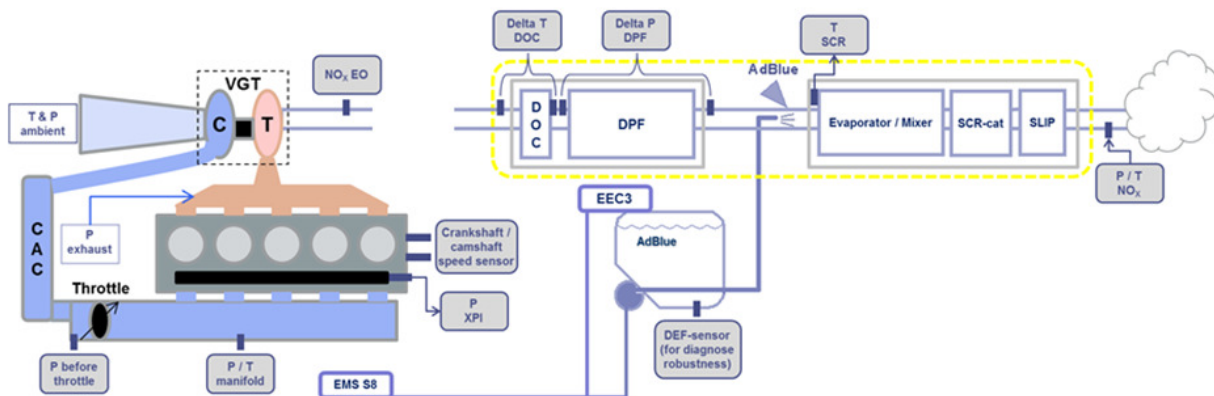 Delta T
DOC
Delta P
DPF
T
SCR
NOX EO
VGT
AdBlue
T & P
ambient
C
T
D
O
C
DPF
Evaporator / Mixer
SCR-cat
SLIP
P / T
NOX
EEC3
C
A
C
P
exhaust
Crankshaft /
camshaft
speed sensor
AdBlue
Throttle
P
XPI
P before
throttle
P / T
manifold
DEF-sensor
(for diagnose
robustness)
EMS S8